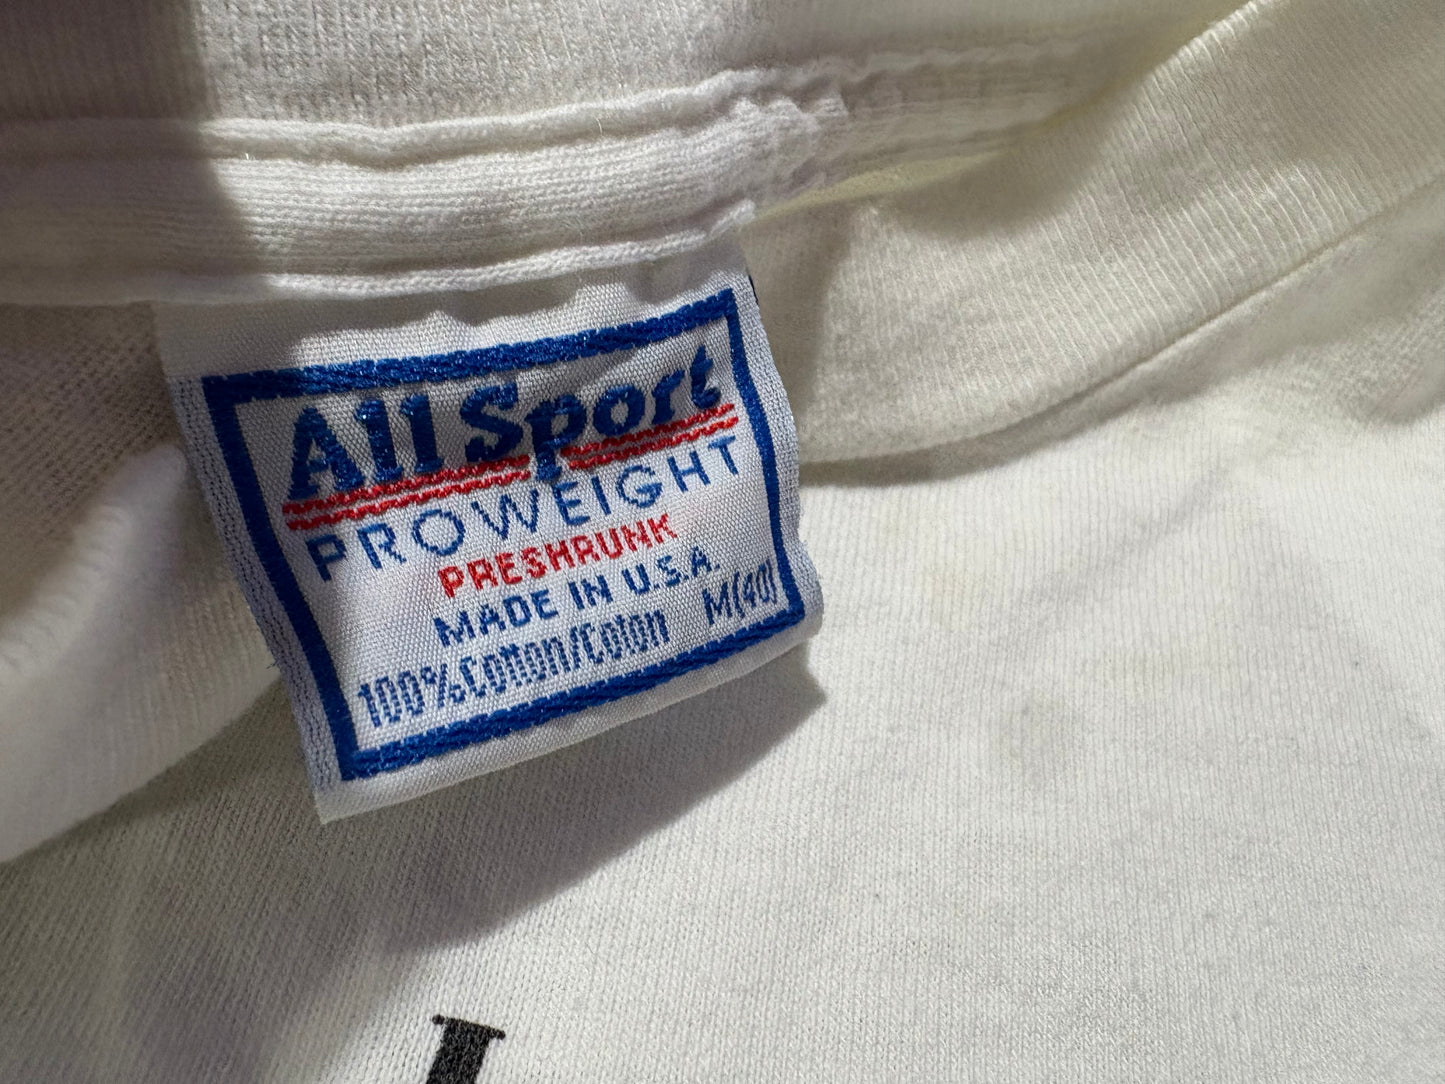 All Sport
PROWEIGHT
PRESHRUNK
MADE IN U.S.A.
100% Cotton/Coton M(40)